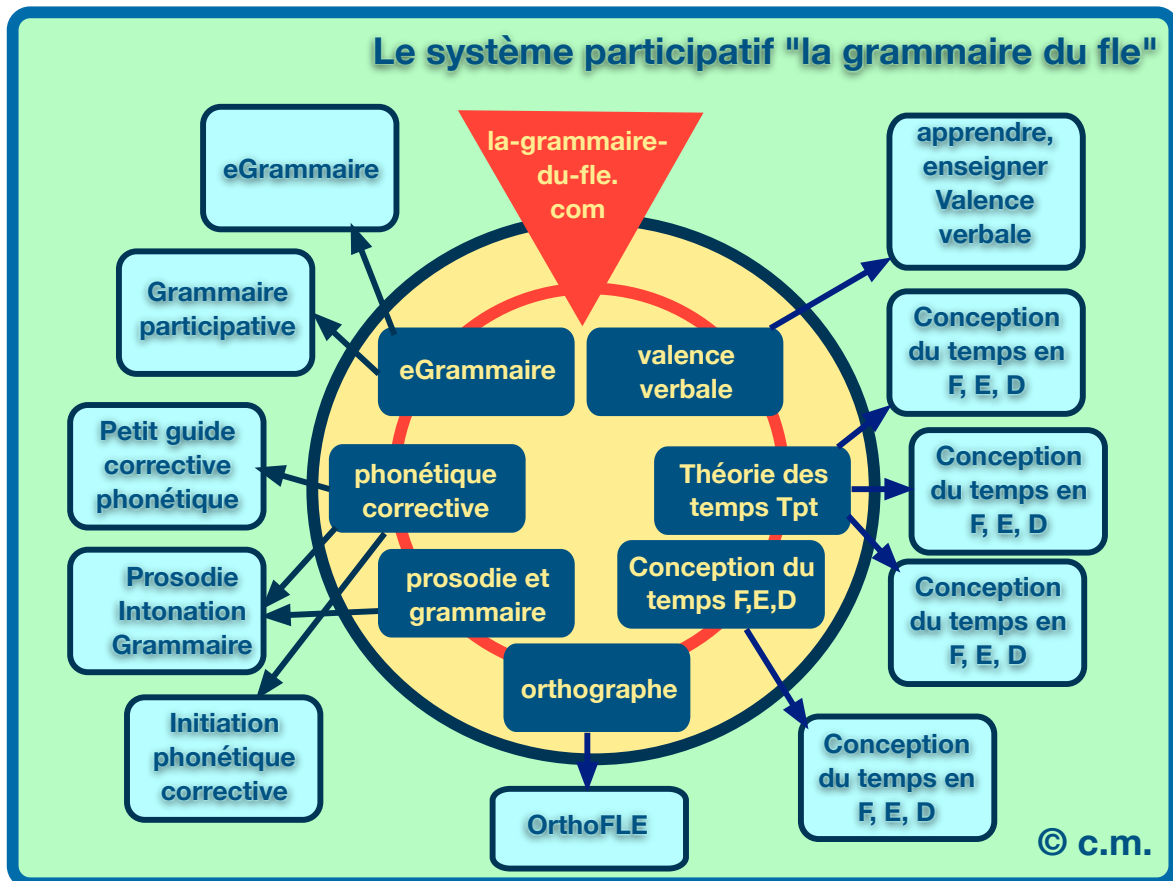 Le système participatif "la grammaire du fle"
la-grammaire-
du-fle.
com
eGrammaire
Grammaire
participative
Petit guide
corrective
phonétique
Prosodie
Intonation
Grammaire
Initiation
phonétique
corrective
eGrammaire
phonétique
corrective
prosodie et
grammaire
orthographe
OrthoFLE
valence
verbale
Théorie des
temps Tpt
Conception du
temps F,E,D
apprendre,
enseigner
Valence
verbale
Conception
du temps en
F, E, D
Conception
du temps en
F, E, D
Conception
du temps en
F, E, D
Conception
du temps en
F, E, D
© c.m.